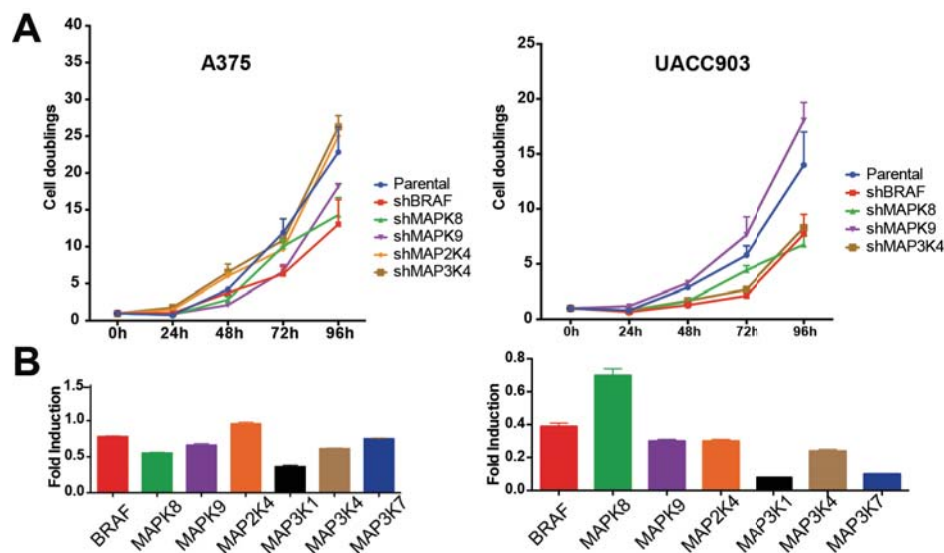 A
A375
Cell doublings
40
35
30
25
20
15
10
5
0
0h 24h 48h 72h 96h
Parental
shBRAF
shMAPK8
shMAPK9
shMAP2K4
shMAP3K4
UACC903
Cell doublings
25
20
15
10
5
0
0h 24h 48h 72h 96h
Parental
shBRAF
shMAPK8
shMAPK9
shMAP3K4
B
Fold Induction
1.5
1.0
0.5
0.0
BRAF
MAPK8
MAPK9
MAP2K4
MAP3K1
MAP3K4
MAP3K7
Fold Induction
0.8
0.6
0.4
0.2
0.0
BRAF
MAPK8
MAPK9
MAP2K4
MAP3K1
MAP3K4
MAP3K7